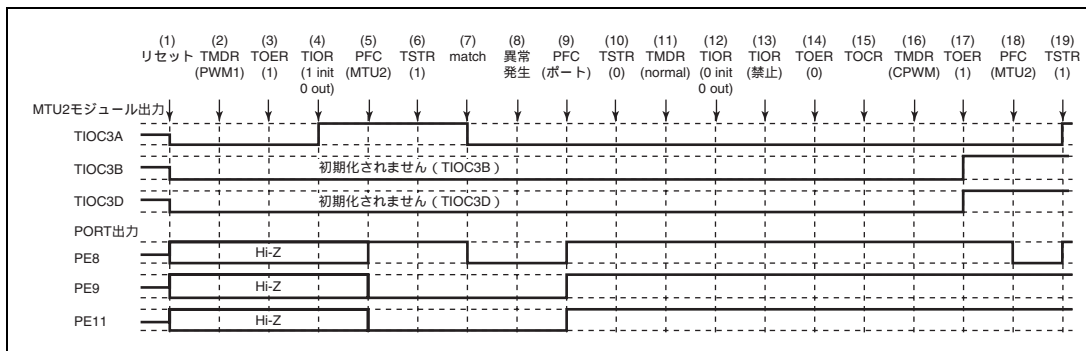 (1) (2) (3) (4) (5) (6) (7) (8) (9) (10) (11) (12) (13) (14) (15) (16) (17) (18) (19)
リセット TMDR TOER TIOR PFC TSTR match 異常 PFC TSTR TMDR TIOR TIOR TOER TOCR TMDR TOER PFC TSTR
(PWM1) (1) (1 init (MTU2) (1) 発生 (ポート) (0) (normal) (0 init (禁止) (0) (CPWM) (1) (MTU2) (1)
0 out) 0 out)
MTU2モジュール出力
TIOC3A
TIOC3B 初期化されません(TIOC3B)
TIOC3D 初期化されません(TIOC3D)
PORT出力
PE8 Hi-Z
PE9 Hi-Z
PE11 Hi-Z